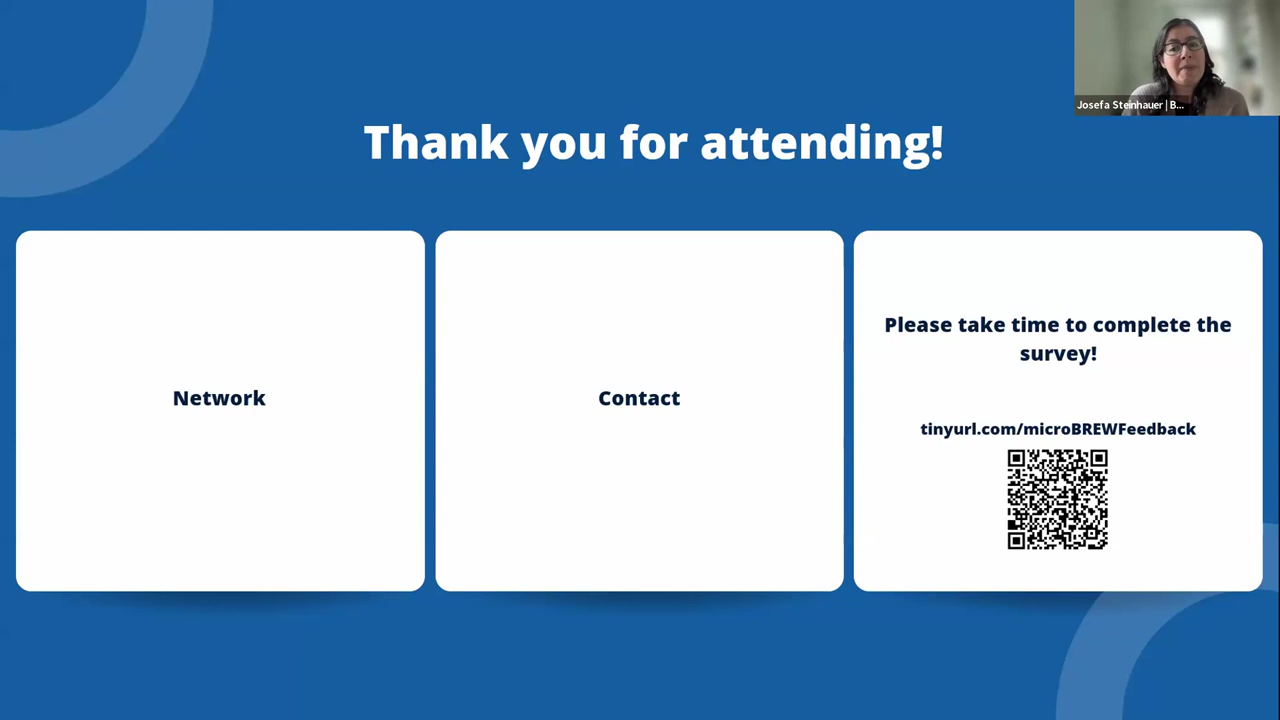 Josefa Steinhauer | B...
Thank you for attending!
Network
Contact
Please take time to complete the
survey!
tinyurl.com/microBREWFeedback